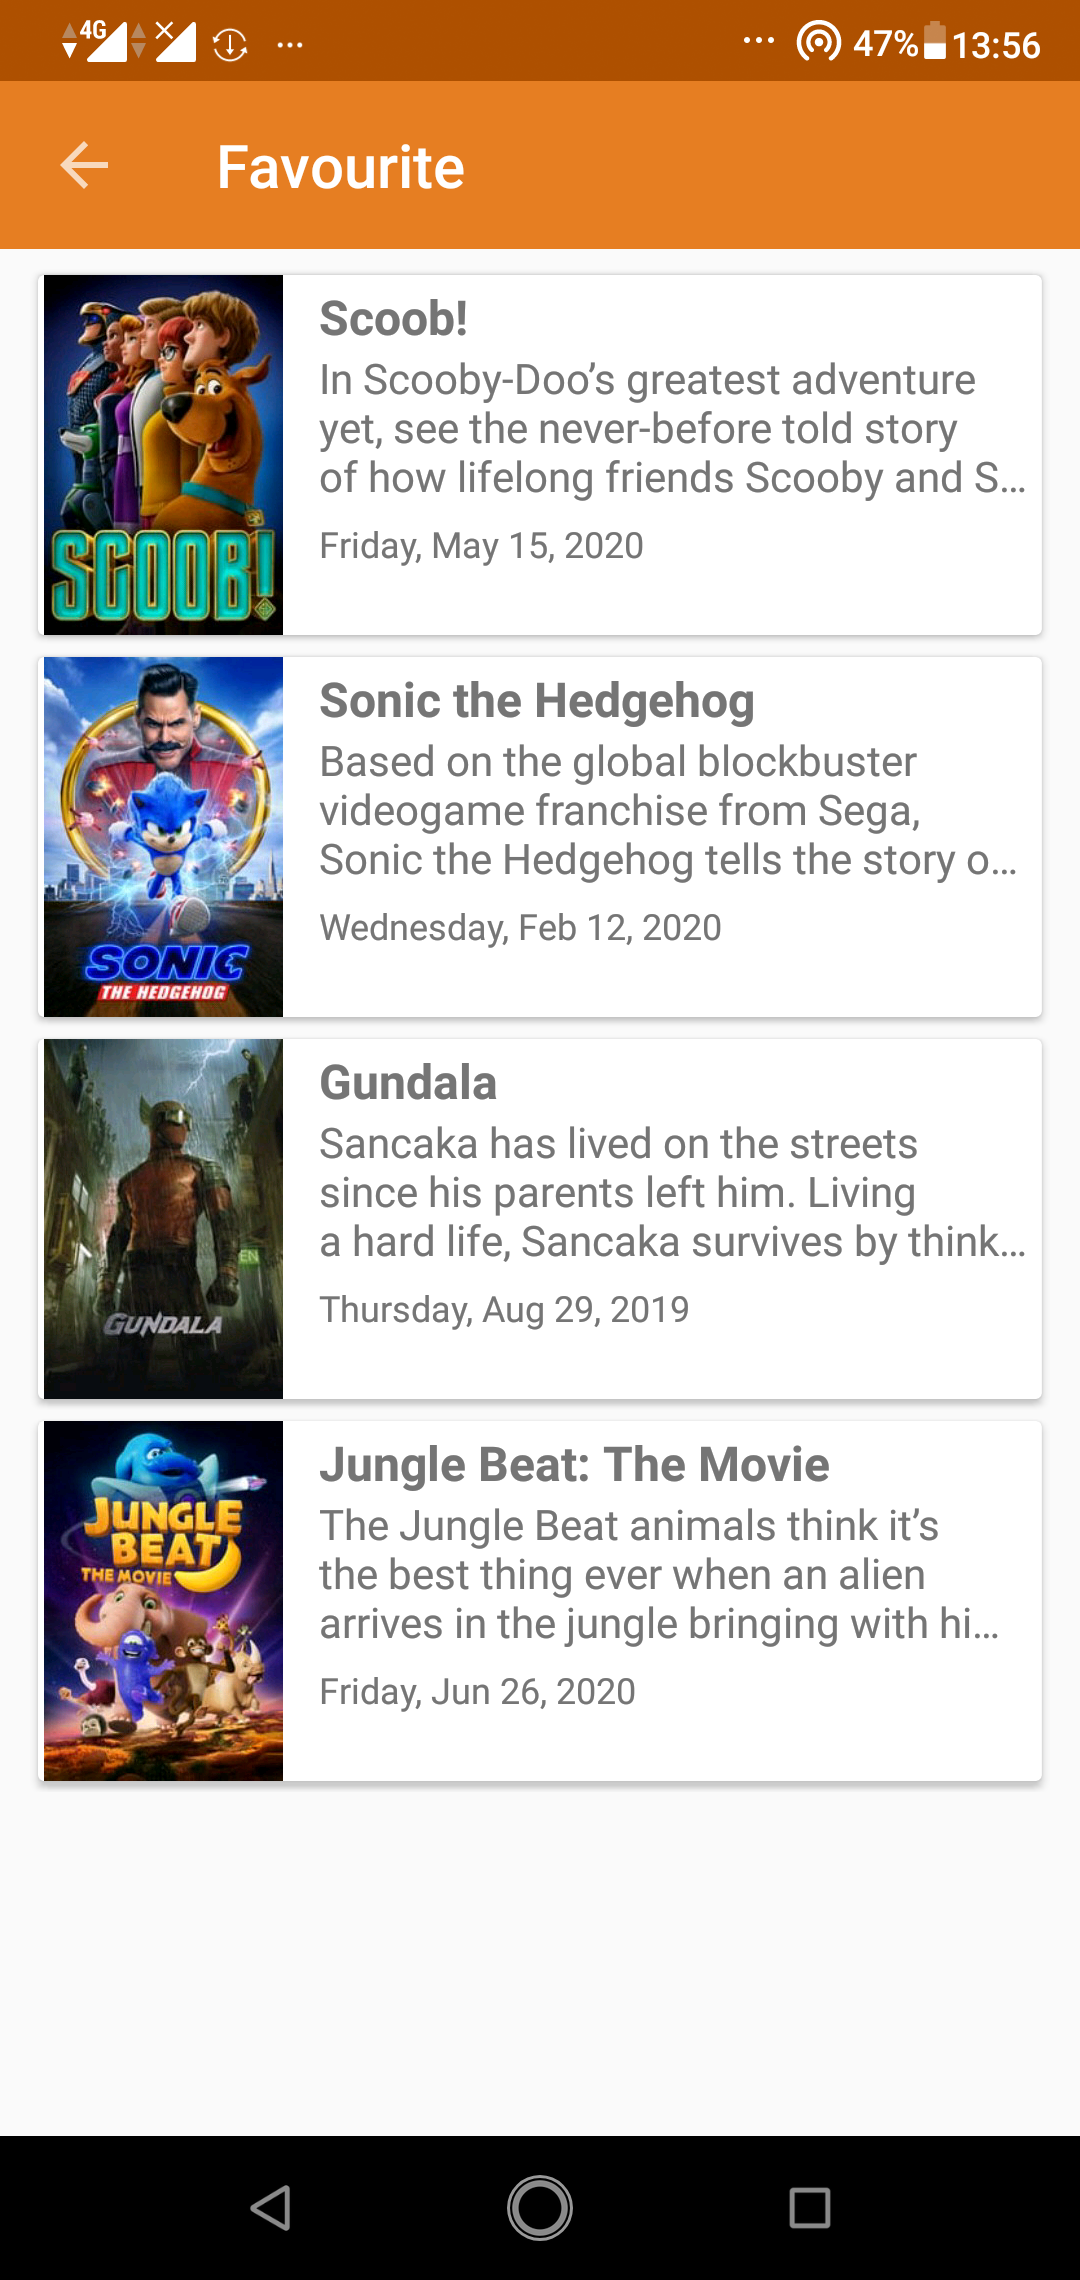 4G
47% 13:56
Favourite
SCOOB!
Scoob!
In Scooby-Doo’s greatest adventure
yet, see the never-before told story
of how lifelong friends Scooby and S...
Friday, May 15, 2020
SONIC
THE HEDGEHOG
Sonic the Hedgehog
Based on the global blockbuster
videogame franchise from Sega,
Sonic the Hedgehog tells the story o...
Wednesday, Feb 12, 2020
EN
GUNDALA
Gundala
Sancaka has lived on the streets
since his parents left him. Living
a hard life, Sancaka survives by think...
Thursday, Aug 29, 2019
JUNGLE
BEAT
THE MOVIE
Jungle Beat: The Movie
The Jungle Beat animals think it’s
the best thing ever when an alien
arrives in the jungle bringing with hi...
Friday, Jun 26, 2020